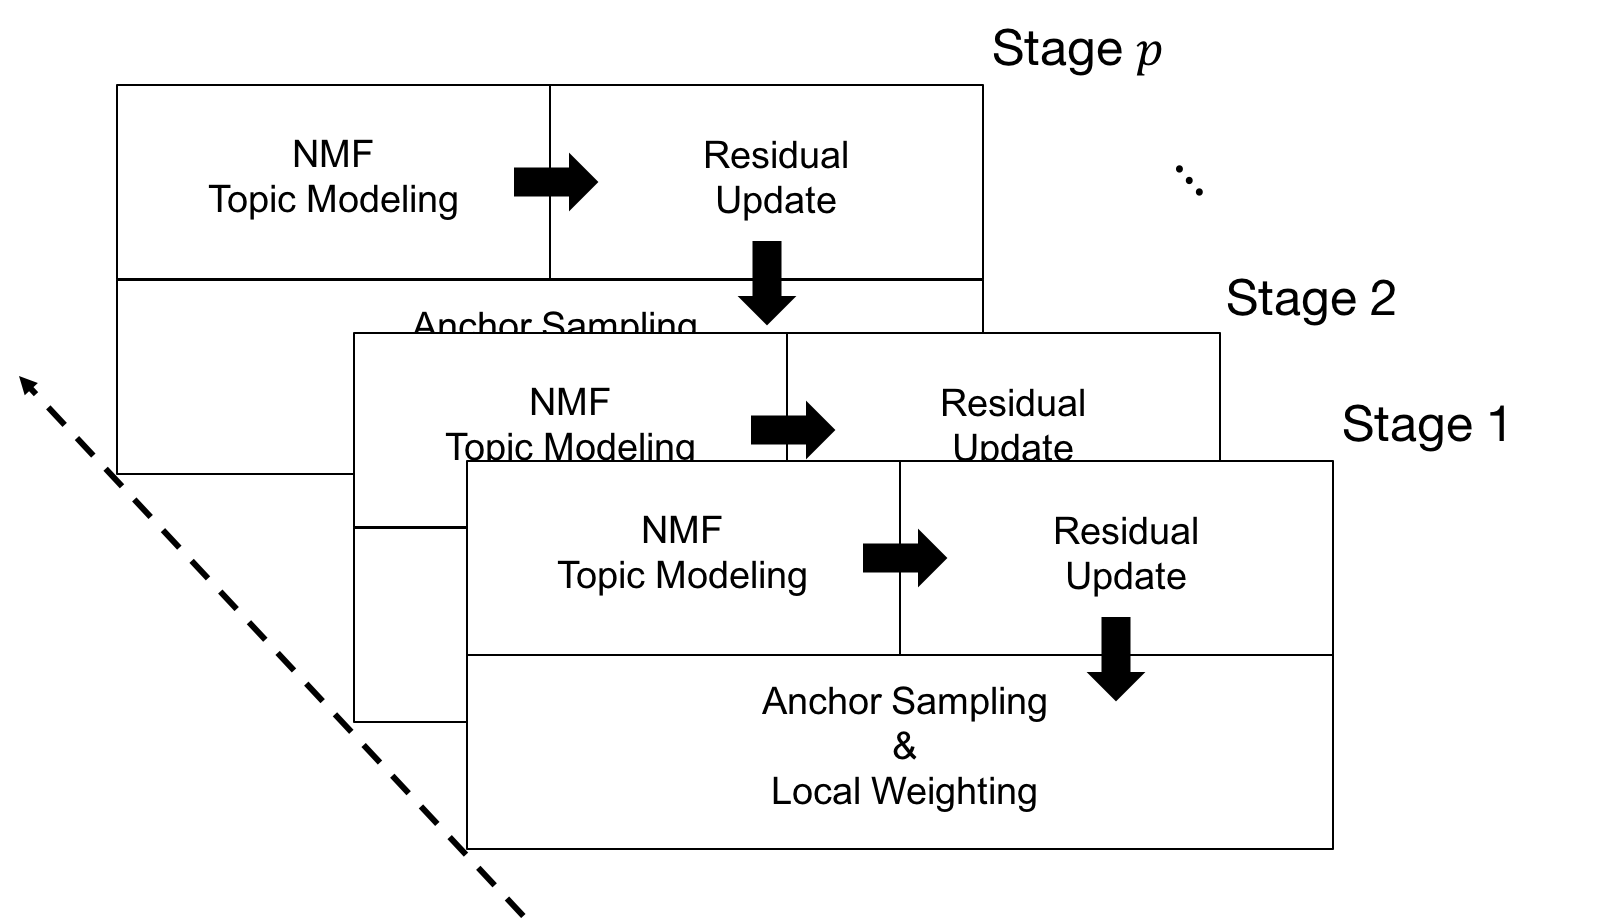 Stage p
NMF
Topic Modeling
Residual
Update
Anchor Sampling
Stage 2
NMF
Topic Modeling
Residual
Update
Stage 1
NMF
Topic Modeling
Residual
Update
Anchor Sampling
&
Local Weighting